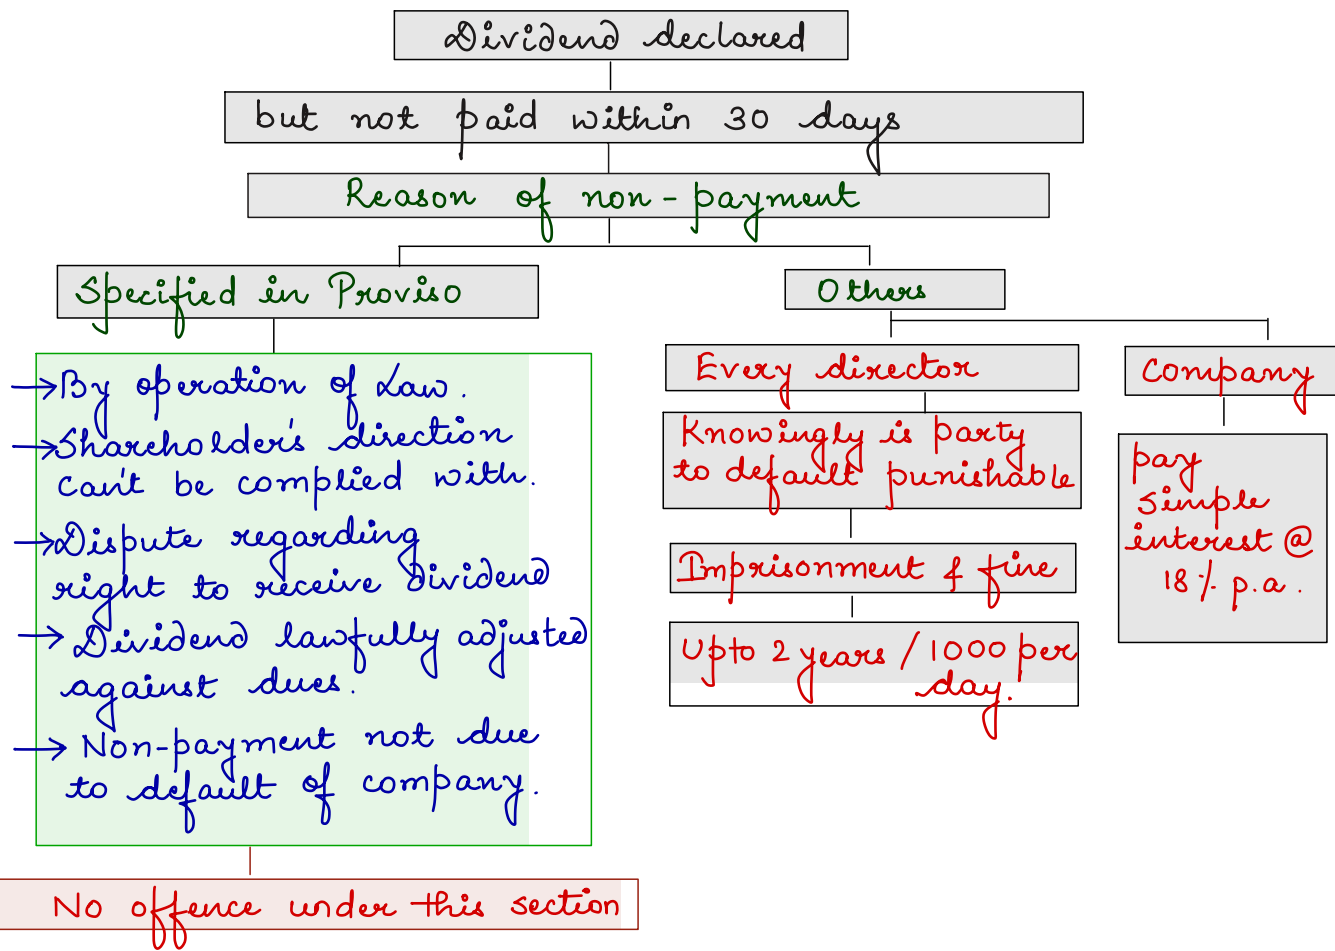 Dividend declared
but not paid within 30 days
Reason of non-payment
Specified in Proviso
→By operation of Law.
→Shareholder's direction
can't be complied with.
→Dispute regarding
right to receive dividend
→ Dividend lawfully adjusted
against dues.
→ Non-payment not due
to default of company.
No offence under this section
Others
Every director
Knowingly is party
to default punishable
Imprisonment & fine
Upto 2 years / 1000 per
day.
Company
pay
simple
interest @
18% p.a.